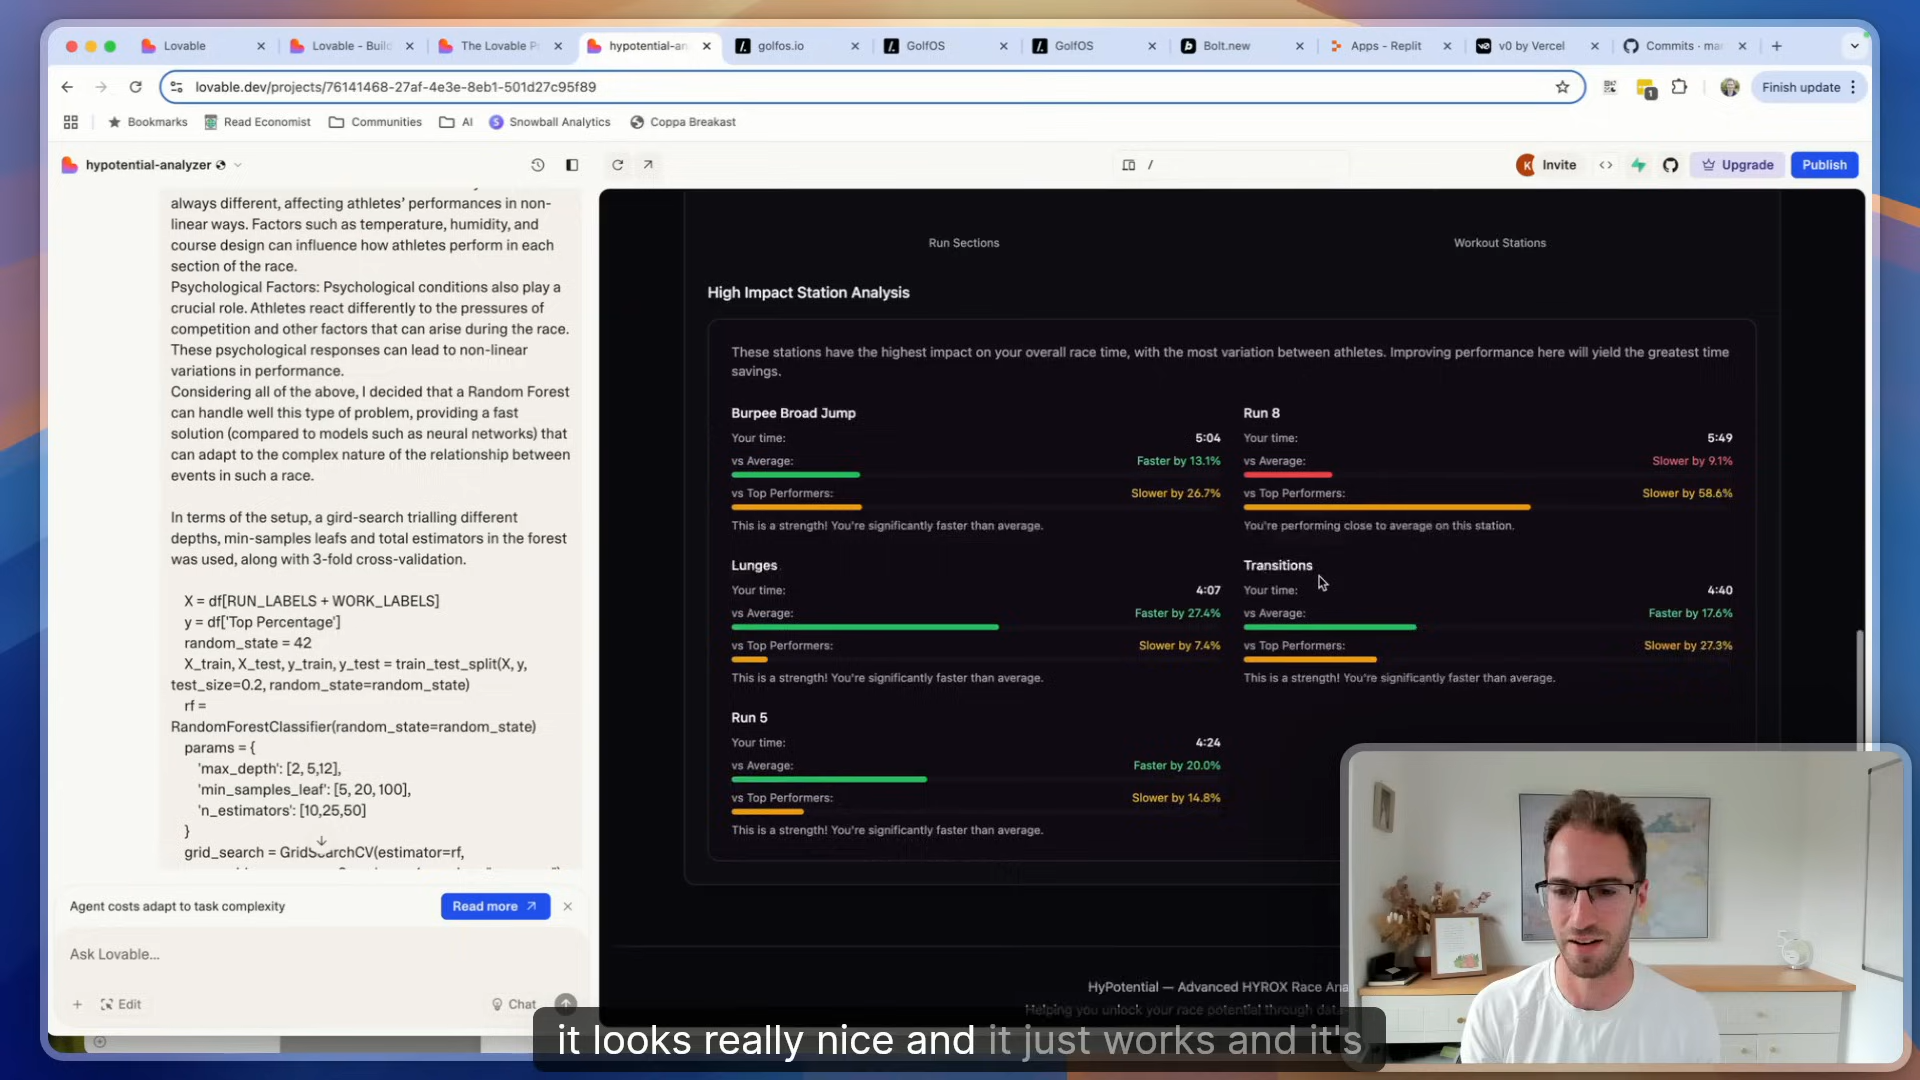 Lovable
Lovable - Build
The Lovable P
hypotential-an
golfos.io
GolfOS
GolfOS
Bolt.new
Apps - Replit
v0 by Vercel
Commits · ma
lovable.dev/projects/76141468-27af-4e3e-8eb1-501d27c95f89
1
Finish update
Bookmarks
Read Economist
Communities
AI
Snowball Analytics
Coppa Breakast
hypotential-analyzer
/
K
Invite
Upgrade
Publish
always different, affecting athletes' performances in non-
linear ways. Factors such as temperature, humidity, and
course design can influence how athletes perform in each
section of the race.
Psychological Factors: Psychological conditions also play a
crucial role. Athletes react differently to the pressures of
competition and other factors that can arise during the race.
These psychological responses can lead to non-linear
variations in performance.
Considering all of the above, I decided that a Random Forest
can handle well this type of problem, providing a fast
solution (compared to models such as neural networks) that
can adapt to the complex nature of the relationship between
events in such a race.
In terms of the setup, a gird-search trialling different
depths, min-samples leafs and total estimators in the forest
was used, along with 3-fold cross-validation.
X = df[RUN_LABELS + WORK_LABELS]
y = df['Top Percentage']
random_state = 42
X_train, X_test, y_train, y_test = train_test_split(X, y,
test_size=0.2, random_state=random_state)
rf =
RandomForestClassifier(random_state=random_state)
params = {
'max_depth': [2, 5,12],
'min_samples_leaf': [5, 20, 100],
'n_estimators': [10,25,50]
}
grid_search = GridSearchCV(estimator=rf,
Agent costs adapt to task complexity
Read more
Ask Lovable...
Edit
Chat
Run Sections
Workout Stations
High Impact Station Analysis
These stations have the highest impact on your overall race time, with the most variation between athletes. Improving performance here will yield the greatest time
savings.
Burpee Broad Jump
Your time: 5:04
vs Average: Faster by 13.1%
vs Top Performers: Slower by 26.7%
This is a strength! You're significantly faster than average.
Run 8
Your time: 5:49
vs Average: Slower by 9.1%
vs Top Performers: Slower by 58.6%
You're performing close to average on this station.
Lunges
Your time: 4:07
vs Average: Faster by 27.4%
vs Top Performers: Slower by 7.4%
This is a strength! You're significantly faster than average.
Transitions
Your time: 4:40
vs Average: Faster by 17.6%
vs Top Performers: Slower by 27.3%
This is a strength! You're significantly faster than average.
Run 5
Your time: 4:24
vs Average: Faster by 20.0%
vs Top Performers: Slower by 14.8%
This is a strength! You're significantly faster than average.
HyPotential — Advanced HYROX Race Ana
Helping you unlock your race potential through data
it looks really nice and it just works and it's